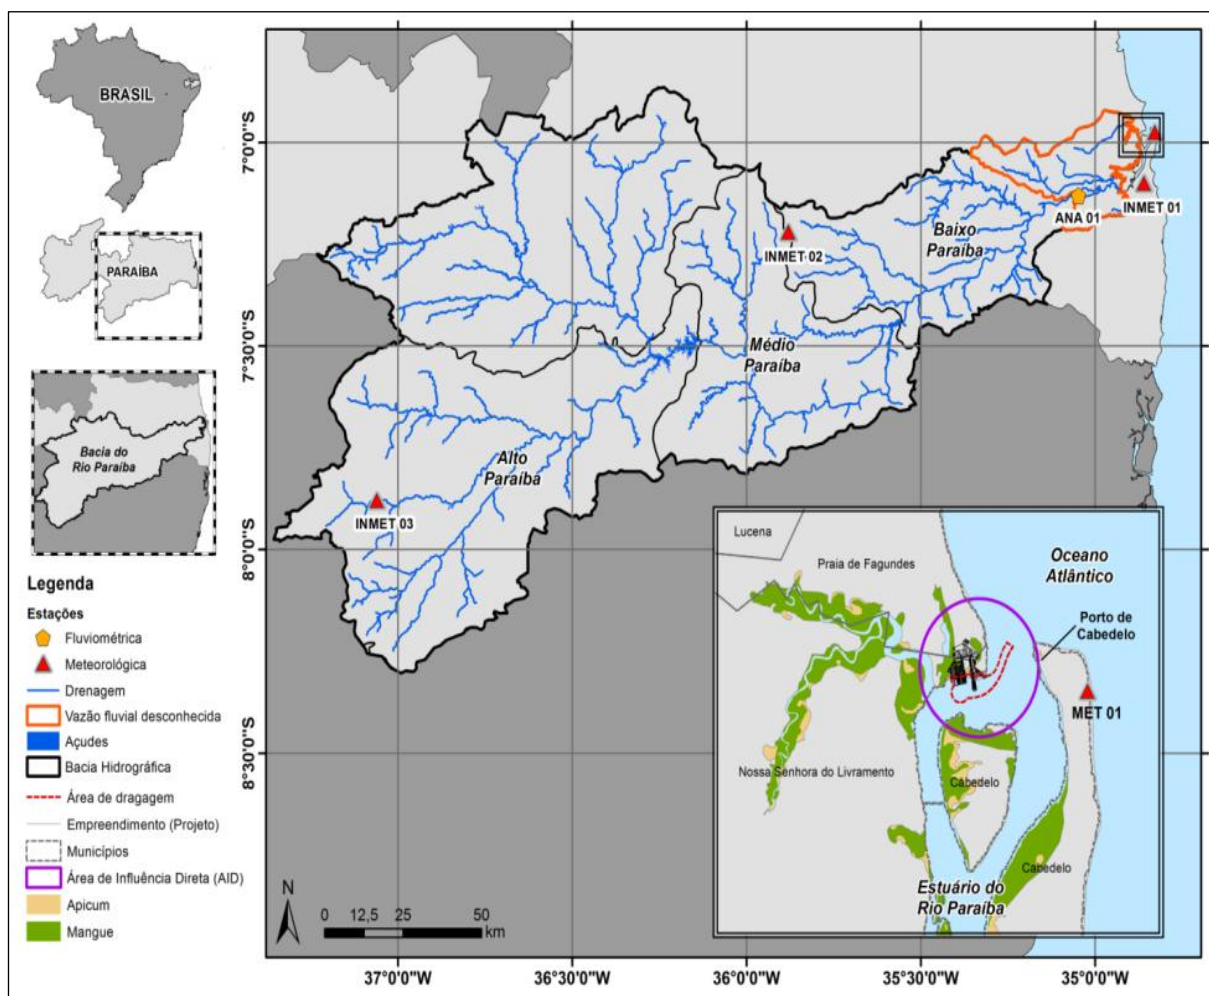 BRASIL
PARAÍBA
Bacia do
Rio Paraíba
Legenda
Estações
Fluviométrica
Meteorológica
Drenagem
Vazão fluvial desconhecida
Açudes
Bacia Hidrográfica
Área de dragagem
Empreendimento (Projeto)
Municípios
Área de Influência Direta (AID)
Apicum
Mangue
7°0'0"S
7°30'0"S
8°0'0"S
8°30'0"S
37°0'0"W
36°30'0"W
36°0'0"W
35°30'0"W
35°0'0"W
N
0 12,5 25 50
km
INMET 01
ANA 01
INMET 02
INMET 03
Baixo
Paraíba
Médio
Paraíba
Alto
Paraíba
Lucena
Praia de Fagundes
Oceano
Atlântico
Porto de
Cabedelo
MET 01
Nossa Senhora do Livramento
Cabedelo
Cabedelo
Estuário do
Rio Paraíba